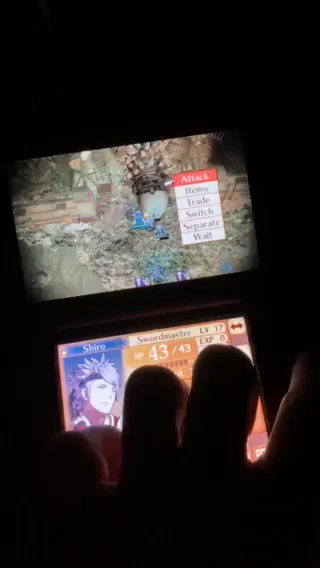 Attack
Items
Trade
Switch
Separate
Wait
Swordmaster LV 17
Shiro
EXP 8
HP 43/43